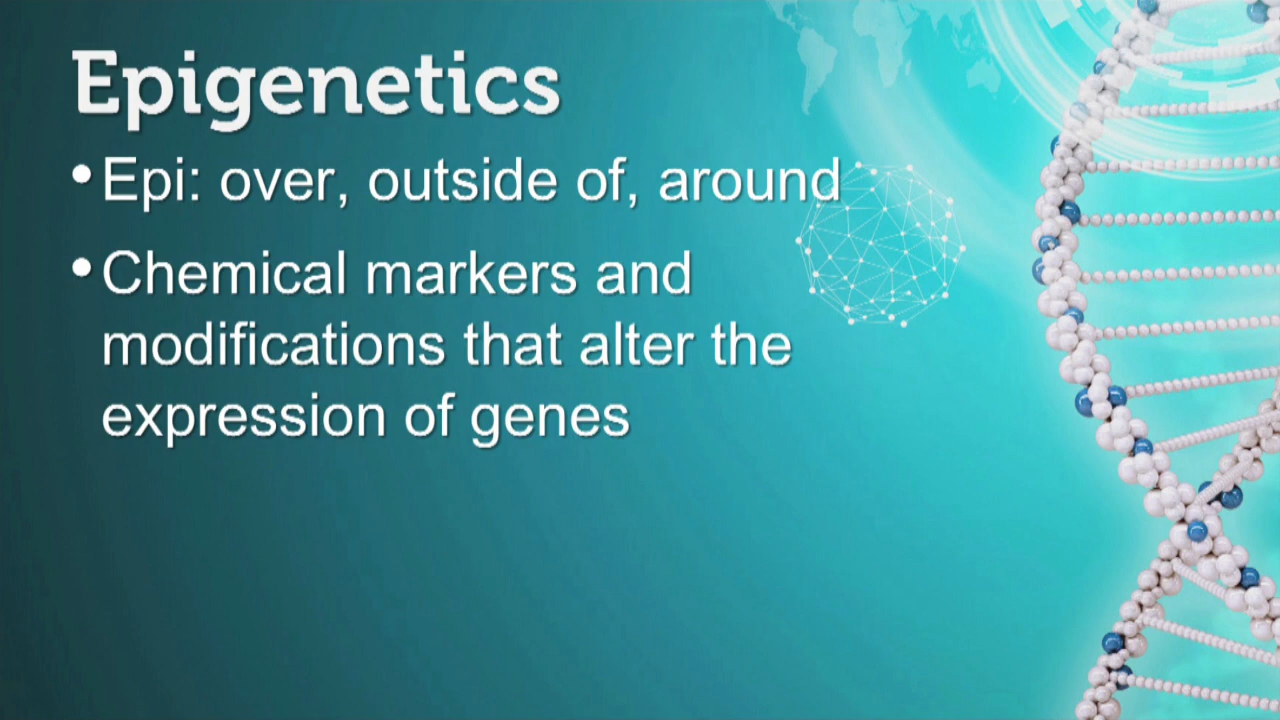 Epigenetics
• Epi: over, outside of, around
• Chemical markers and
modifications that alter the
expression of genes